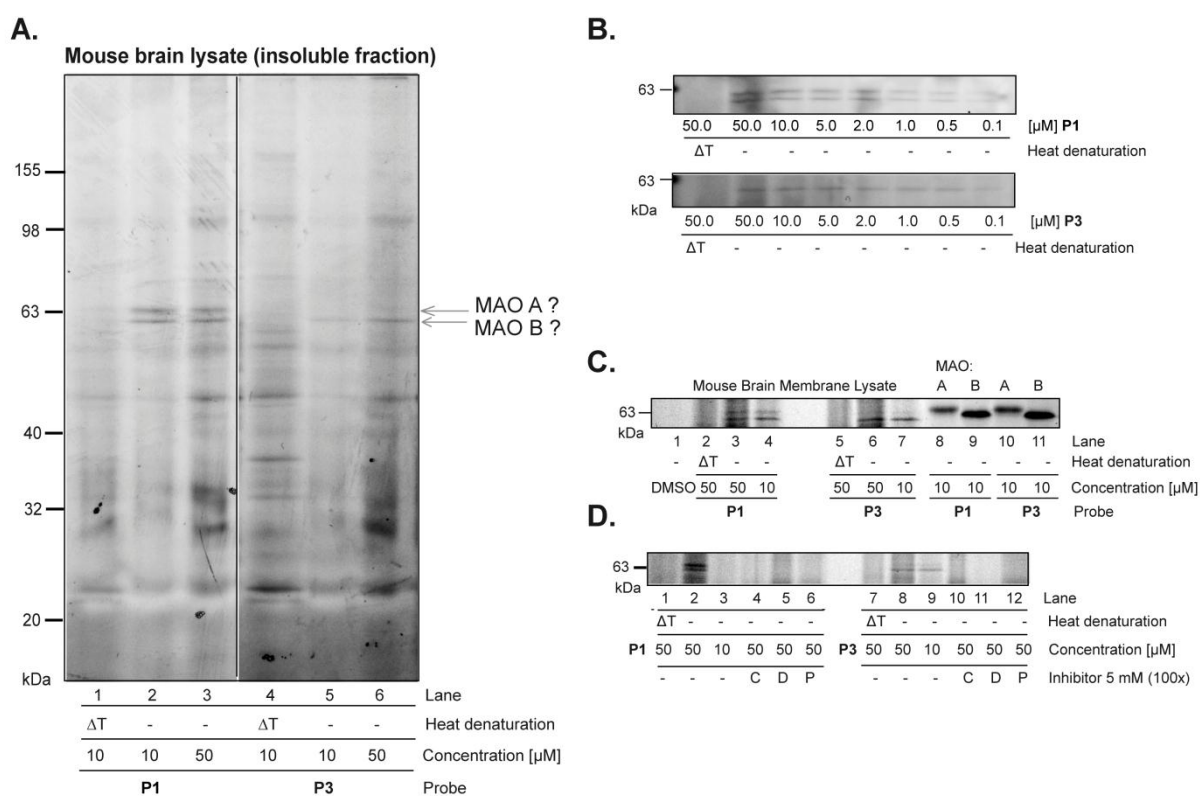 A.
Mouse brain lysate (insoluble fraction)
155
98
63
40
32
20
kDa
MAO A ?
MAO B ?
1 2 3 4 5 6 Lane
ΔT - - ΔT - - Heat denaturation
10 10 50 10 10 50 Concentration [µM]
P1 P3 Probe
B.
63
50.0 50.0 10.0 5.0 2.0 1.0 0.5 0.1 [µM] P1
ΔT - - - - - - - Heat denaturation
63
kDa
50.0 50.0 10.0 5.0 2.0 1.0 0.5 0.1 [µM] P3
ΔT - - - - - - - Heat denaturation
C.
MAO:
Mouse Brain Membrane Lysate A B A B
63
kDa
1 2 3 4 5 6 7 8 9 10 11 Lane
- ΔT - - ΔT - - - - - - Heat denaturation
DMSO 50 50 10 50 50 10 10 10 10 10 Concentration [µM]
P1 P3 P1 P3 Probe
D.
63
kDa
1 2 3 4 5 6 7 8 9 10 11 12 Lane
ΔT - - - - - ΔT - - - - - Heat denaturation
P1 50 50 10 50 50 50 P3 50 50 10 50 50 50 Concentration [µM]
C D P C D P Inhibitor 5 mM (100x)